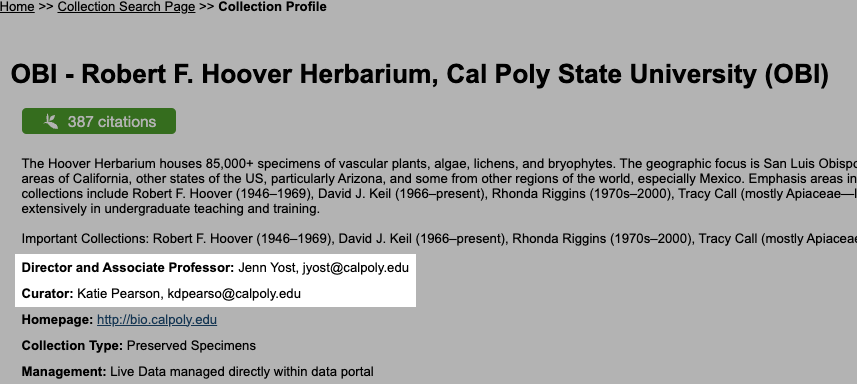 Home >> Collection Search Page >> Collection Profile
OBI - Robert F. Hoover Herbarium, Cal Poly State University (OBI)
387 citations
The Hoover Herbarium houses 85,000+ specimens of vascular plants, algae, lichens, and bryophytes. The geographic focus is San Luis Obispo
areas of California, other states of the US, particularly Arizona, and some from other regions of the world, especially Mexico. Emphasis areas in
collections include Robert F. Hoover (1946–1969), David J. Keil (1966–present), Rhonda Riggins (1970s–2000), Tracy Call (mostly Apiaceae—
extensively in undergraduate teaching and training.
Important Collections: Robert F. Hoover (1946–1969), David J. Keil (1966–present), Rhonda Riggins (1970s–2000), Tracy Call (mostly Apiaceae
Director and Associate Professor: Jenn Yost, jyost@calpoly.edu
Curator: Katie Pearson, kdpearso@calpoly.edu
Homepage: http://bio.calpoly.edu
Collection Type: Preserved Specimens
Management: Live Data managed directly within data portal